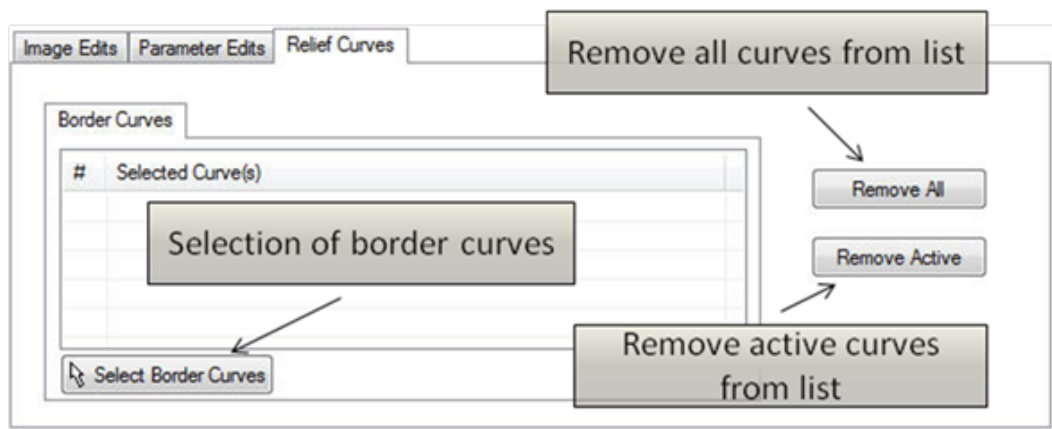 Image Edits Parameter Edits Relief Curves
Remove all curves from list
Border Curves
# Selected Curve(s)
Remove All
Selection of border curves
Remove Active
Remove active curves
from list
Select Border Curves